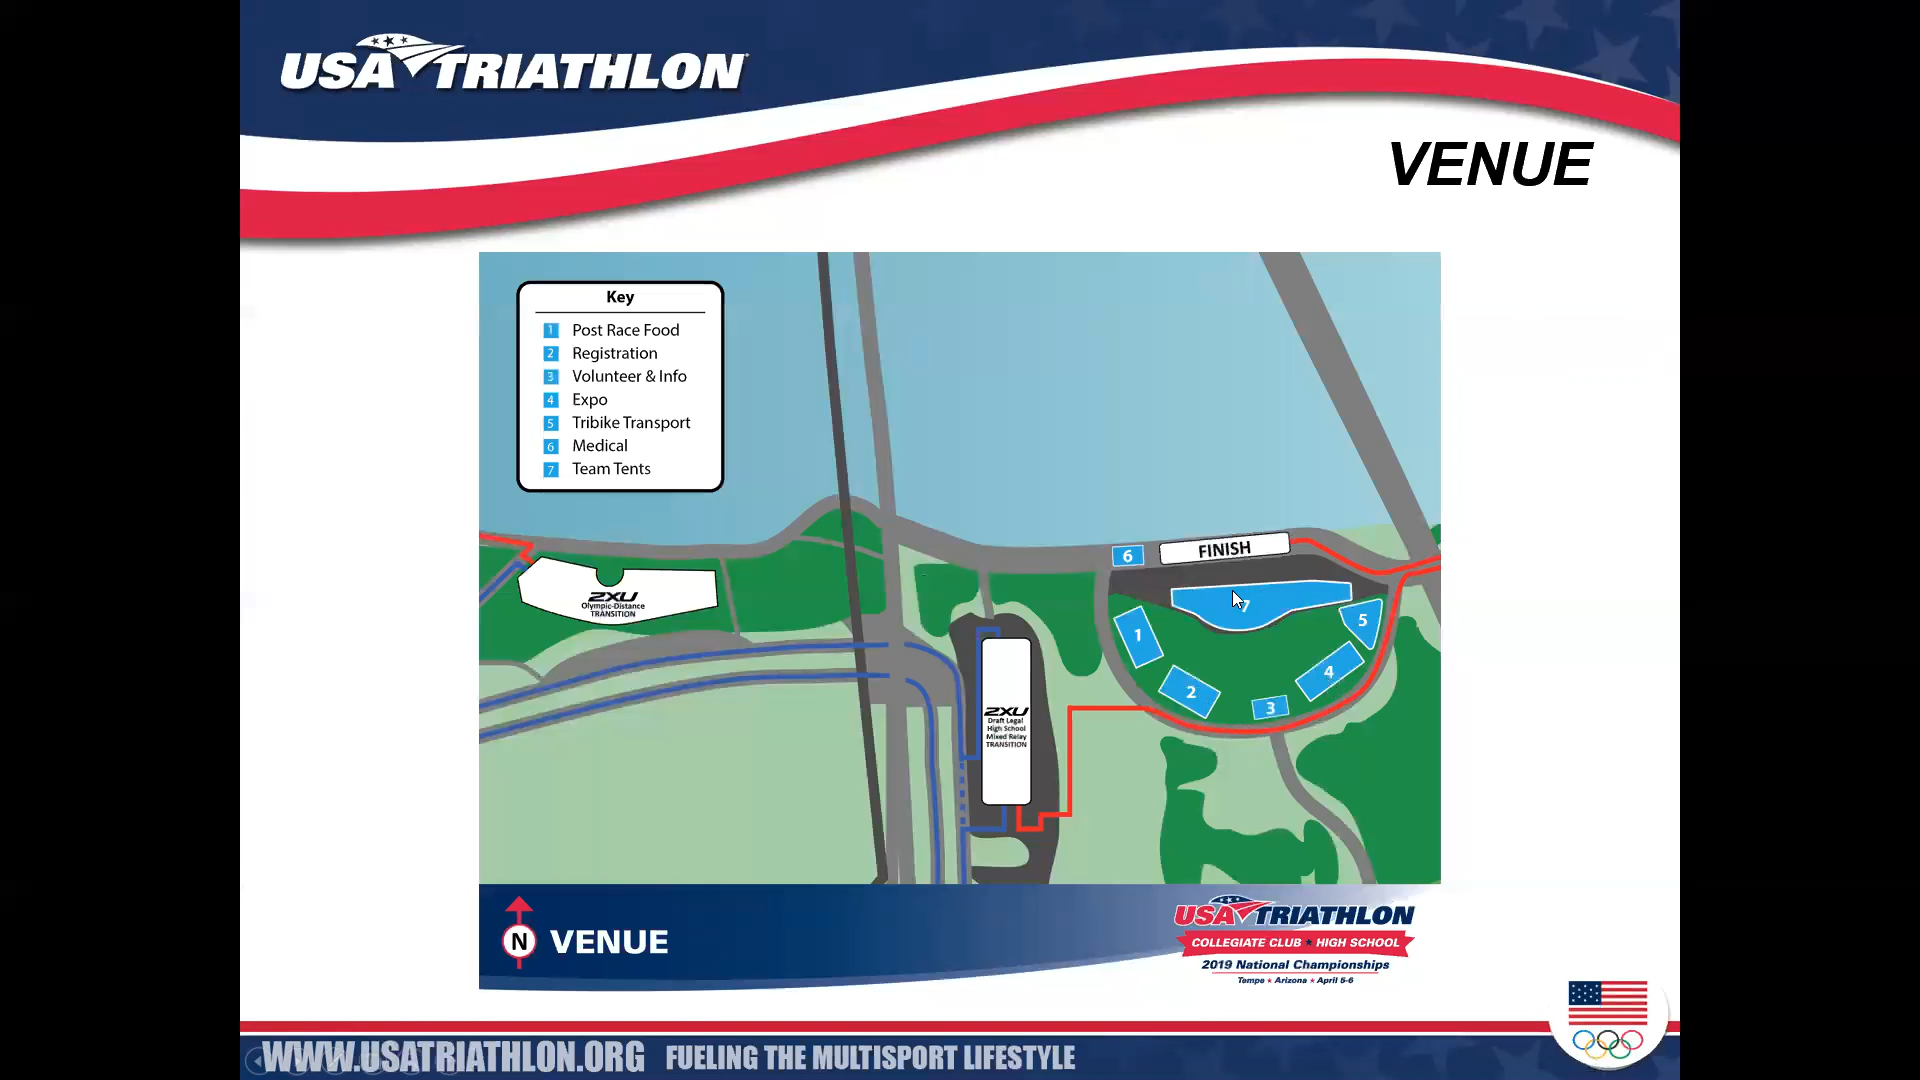 USA TRIATHLON
VENUE
Key
1 Post Race Food
2 Registration
3 Volunteer & Info
4 Expo
5 Tribike Transport
6 Medical
7 Team Tents
6
FINISH
2XU
Olympic-Distance
TRANSITION
7
1
5
2
4
3
2XU
Draft Legal
High School
Mixed Relay
TRANSITION
N VENUE
USA TRIATHLON
COLLEGIATE CLUB ★ HIGH SCHOOL
2019 National Championships
Tempe ★ Arizona ★ April 5-6
WWW.USATRIATHLON.ORG FUELING THE MULTISPORT LIFESTYLE